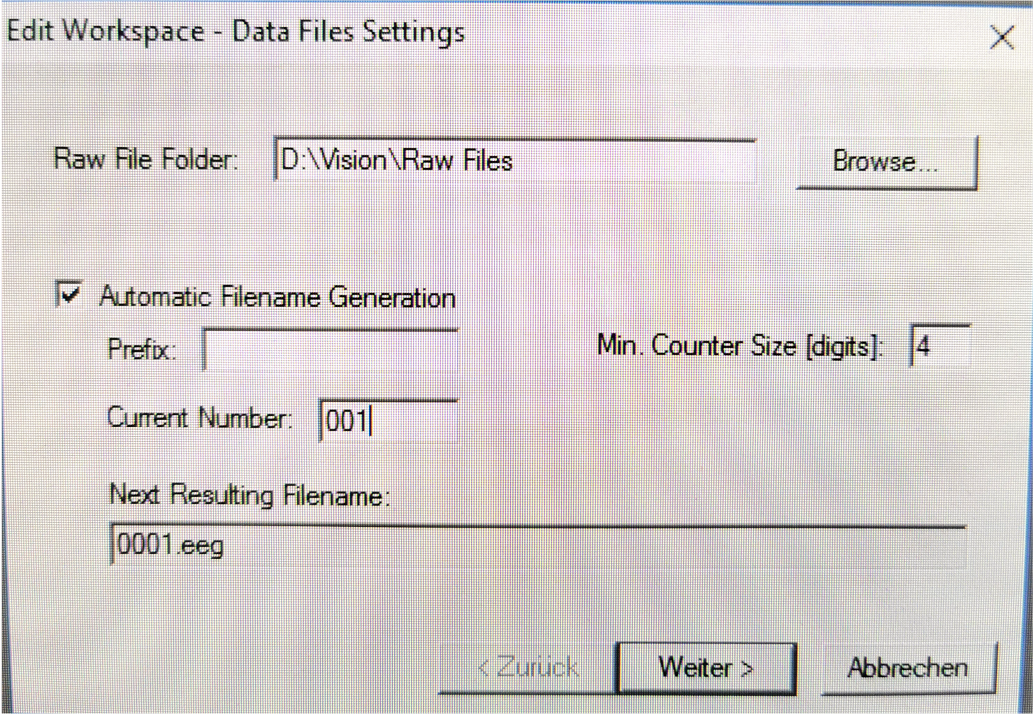 Edit Workspace - Data Files Settings
Raw File Folder: D:\Vision\Raw Files Browse...
Automatic Filename Generation
Prefix: Min. Counter Size [digits]: 4
Current Number: 001
Next Resulting Filename:
0001.eeg
< Zurück Weiter > Abbrechen